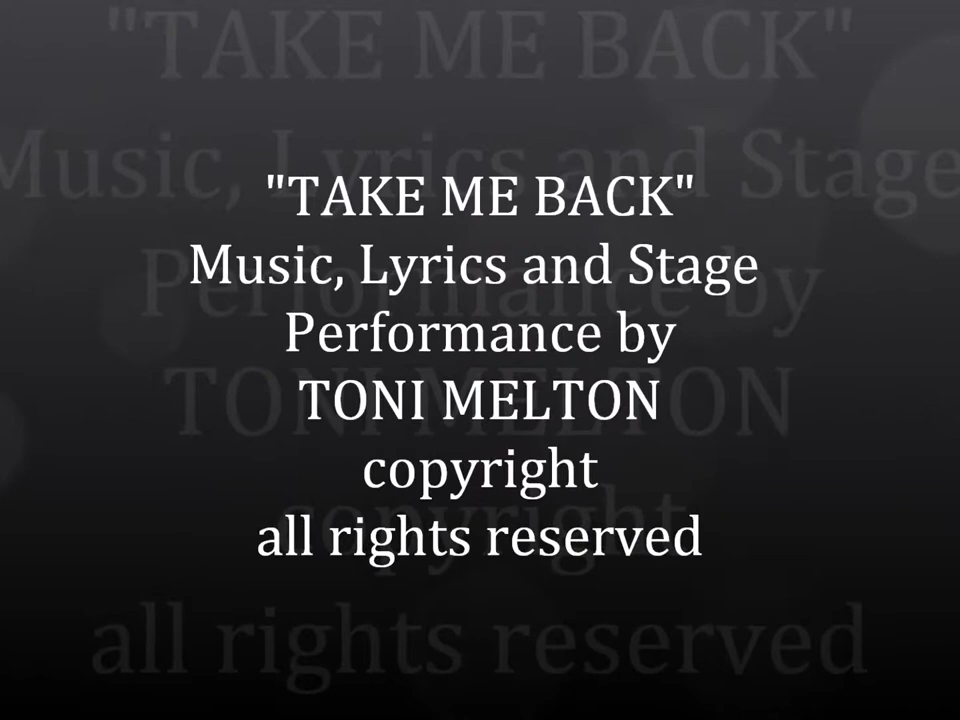 "TAKE ME BACK"
Music, Lyrics and Stage
Performance by
TONI MELTON
copyright
all rights reserved